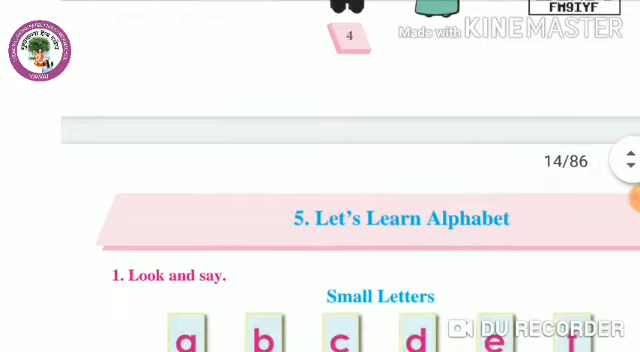 FM9IYF
Made with KINEMASTER
4
14/86
5. Let's Learn Alphabet
1. Look and say.
Small Letters
DU RECORDER
a b c d e f